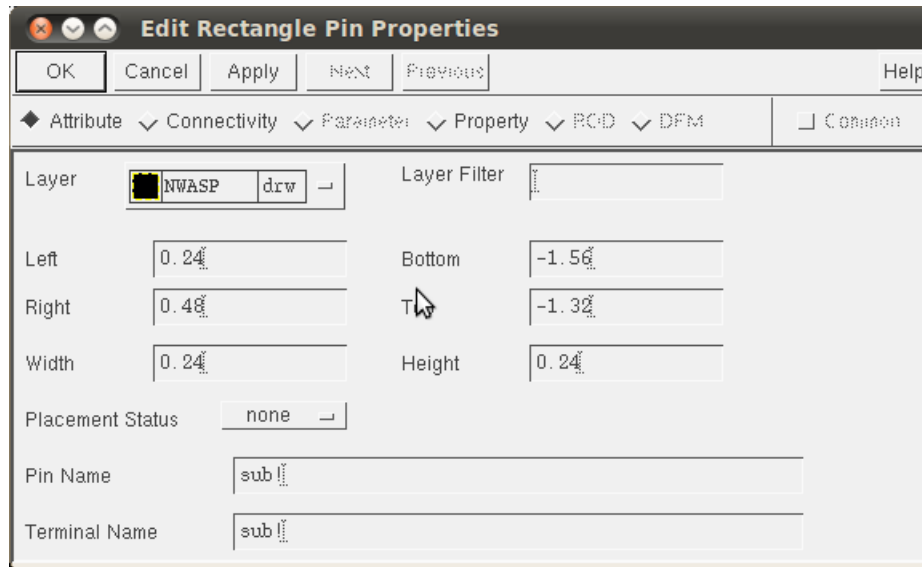 Edit Rectangle Pin Properties
OK Cancel Apply Next Previous Help
Attribute Connectivity Parameter Property ROD DFM Common
Layer NWASP drw Layer Filter
Left 0.24 Bottom -1.56
Right 0.48 -1.32
Width 0.24 Height 0.24
Placement Status none
Pin Name sub!
Terminal Name sub!